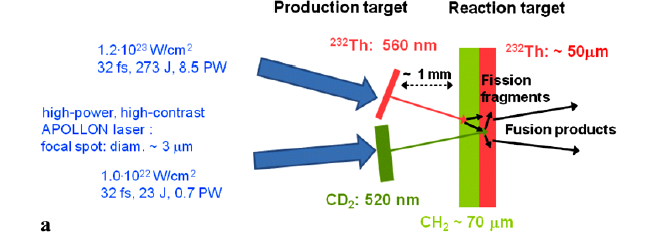 Production target
Reaction target
1.2·10²³ W/cm²
32 fs, 273 J, 8.5 PW
²³²Th: 560 nm
²³²Th: ~ 50μm
~ 1 mm
Fission
fragments
high-power, high-contrast
APOLLON laser :
focal spot: diam. ~ 3 μm
Fusion products
1.0·10²² W/cm²
32 fs, 23 J, 0.7 PW
CD₂: 520 nm
CH₂ ~ 70 μm
a